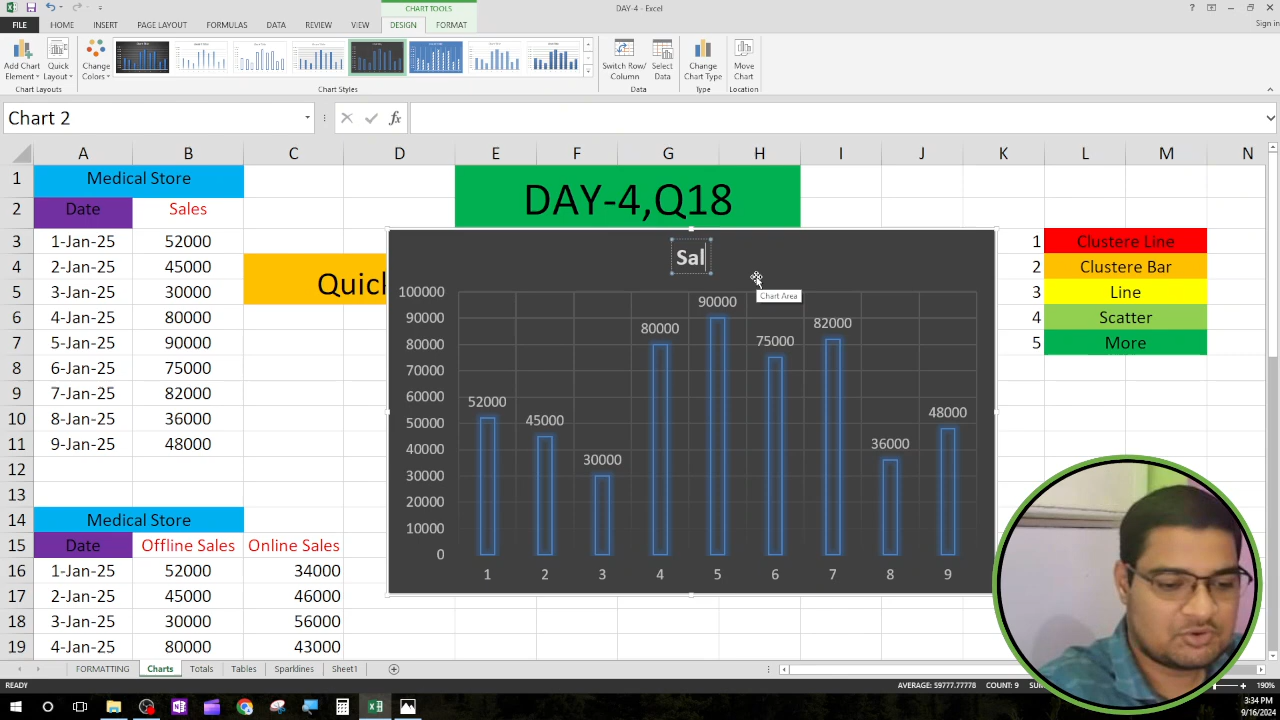 CHART TOOLS
DAY-4 - Excel
Sign in
FILE HOME INSERT PAGE LAYOUT FORMULAS DATA REVIEW VIEW DESIGN FORMAT
Add Chart Element
Quick Layout
Change Colors
Switch Row/ Column
Select Data
Change Chart Type
Move Chart
Chart Layouts
Chart Styles
Data
Type
Location
Chart 2
fx
A B C D E F G H I J K L M N
1 Medical Store
DAY-4,Q18
2 Date Sales
3 1-Jan-25 52000
4 2-Jan-25 45000
5 3-Jan-25 30000
6 4-Jan-25 80000
7 5-Jan-25 90000
8 6-Jan-25 75000
9 7-Jan-25 82000
10 8-Jan-25 36000
11 9-Jan-25 48000
12
13
Quick
Sal
Chart Area
100000
90000
80000
70000
60000
50000
40000
30000
20000
10000
0
52000 45000 30000 80000 90000 75000 82000 36000 48000
1 2 3 4 5 6 7 8 9
1 Clustere Line
2 Clustere Bar
3 Line
4 Scatter
5 More
14 Medical Store
15 Date Offline Sales Online Sales
16 1-Jan-25 52000 34000
17 2-Jan-25 45000 46000
18 3-Jan-25 30000 56000
19 4-Jan-25 80000 43000
FORMATTING Charts Totals Tables Sparklines Sheet1
READY
AVERAGE: 59777.77778 COUNT: 9
190%
3:34 PM
9/16/2024